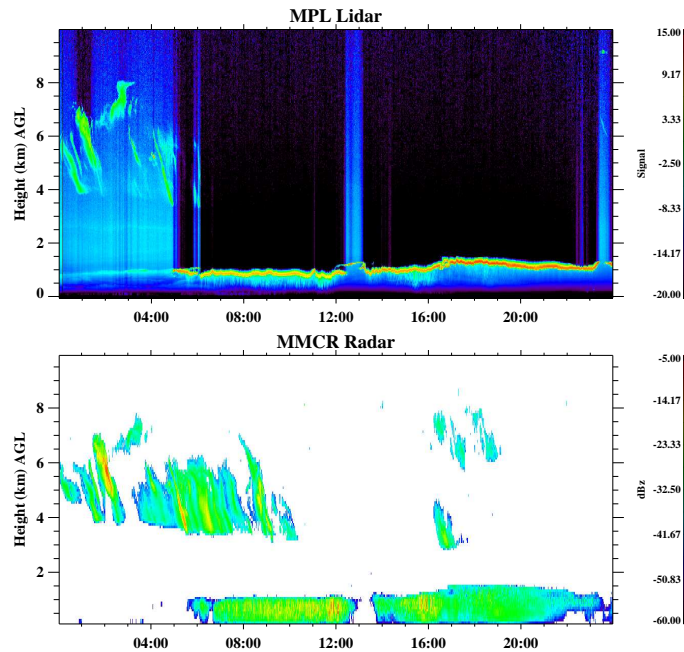 MPL Lidar
Height (km) AGL
8
6
4
2
0
04:00 08:00 12:00 16:00 20:00
15.00
9.17
3.33
-2.50
-8.33
-14.17
-20.00
Signal
MMCR Radar
Height (km) AGL
8
6
4
2
04:00 08:00 12:00 16:00 20:00
-5.00
-14.17
-23.33
-32.50
-41.67
-50.83
-60.00
dBz